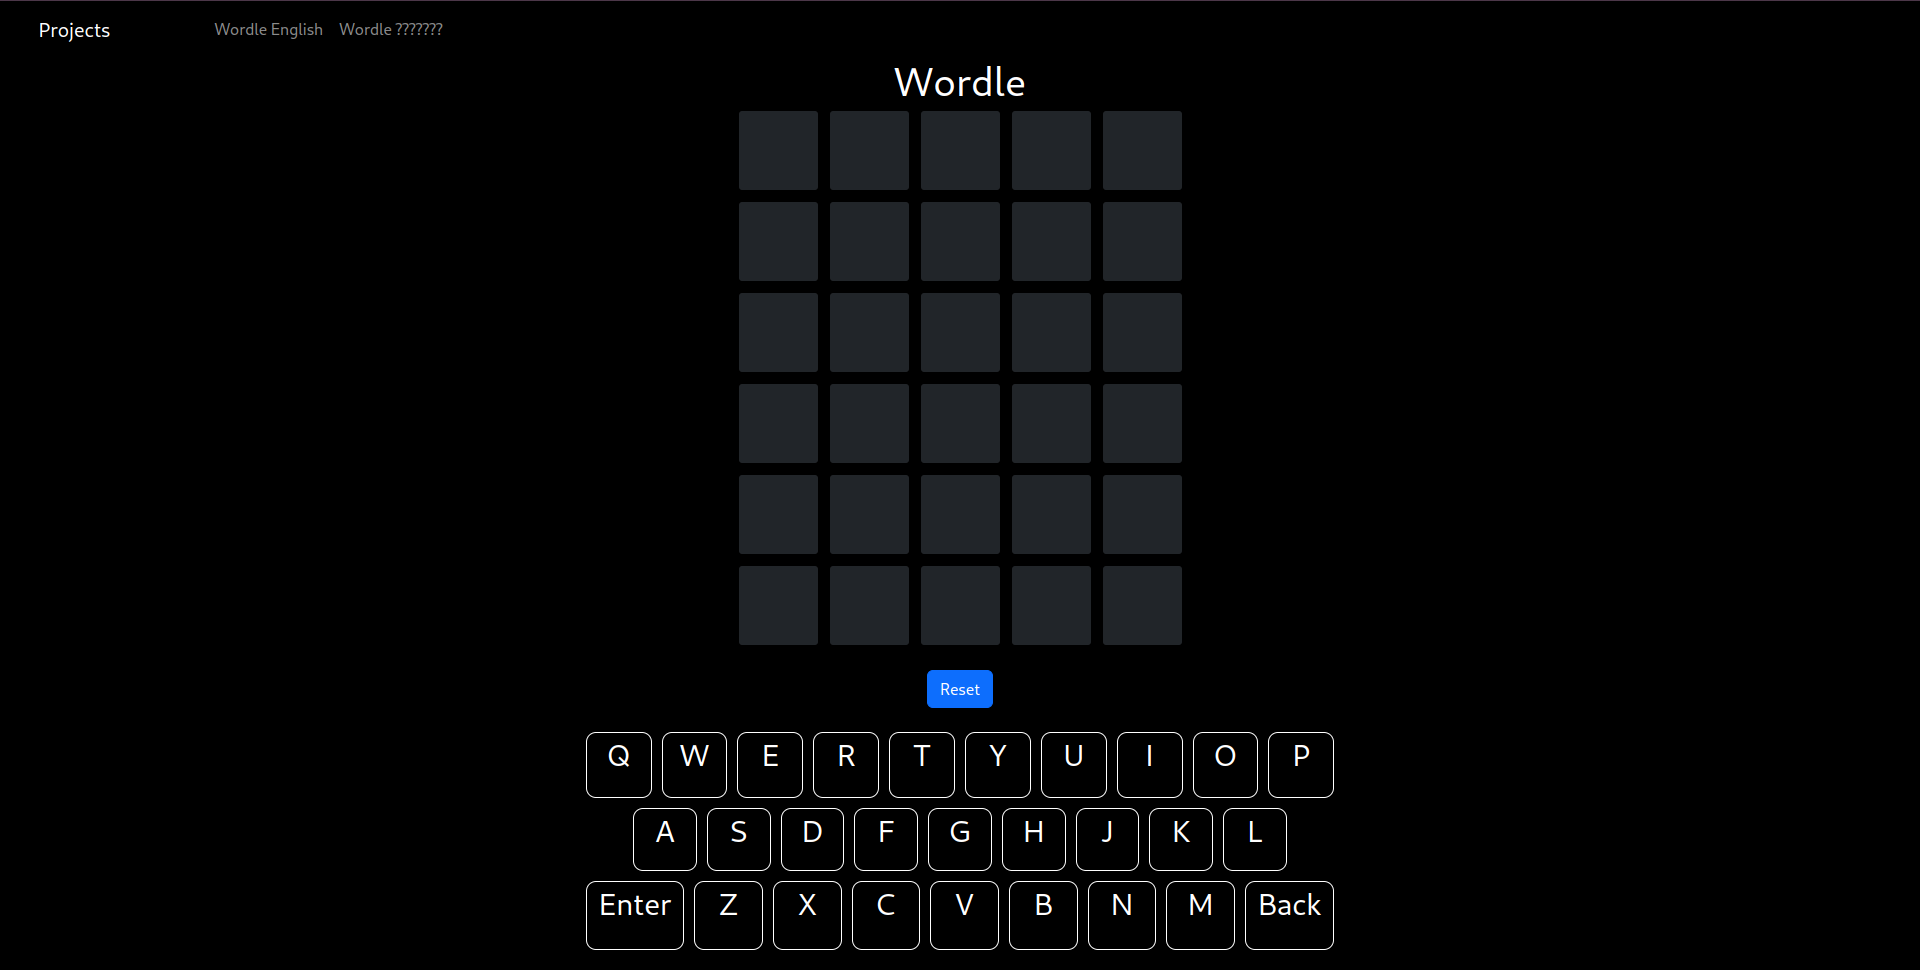 Projects Wordle English Wordle ???????
Wordle
Reset
Q W E R T Y U I O P
A S D F G H J K L
Enter Z X C V B N M Back